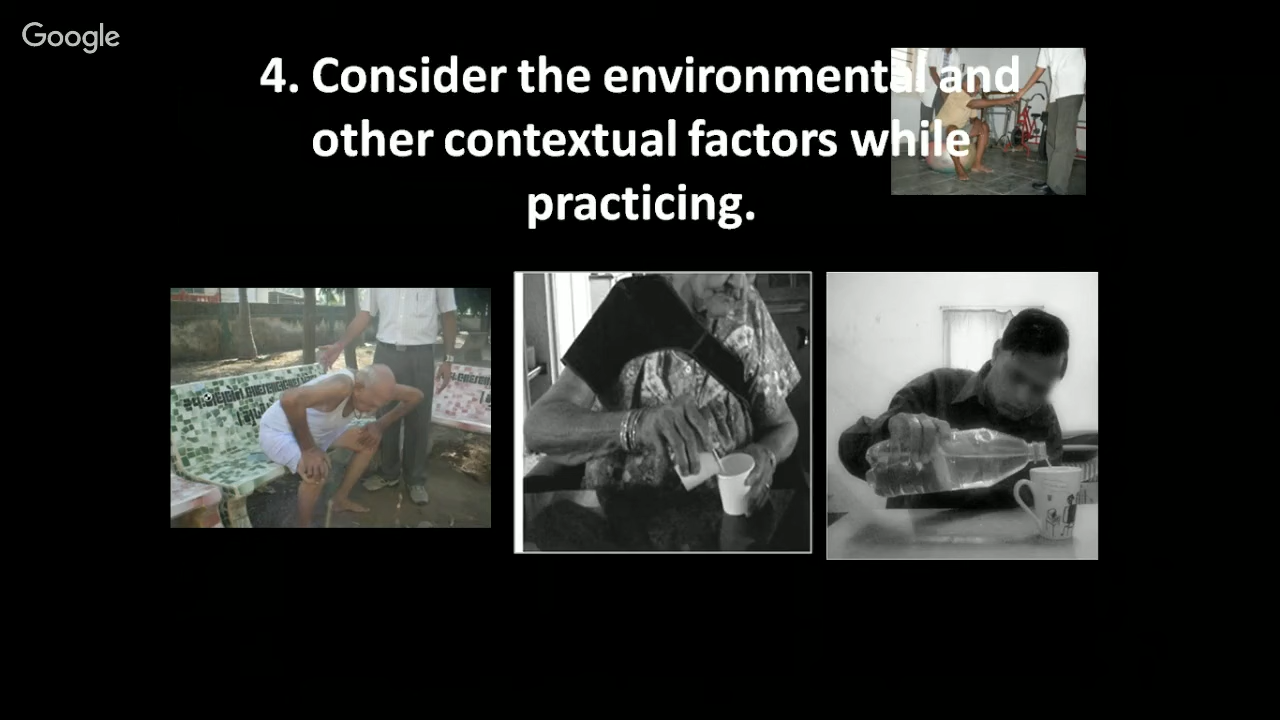 Google
4. Consider the environmental and
other contextual factors while
practicing.